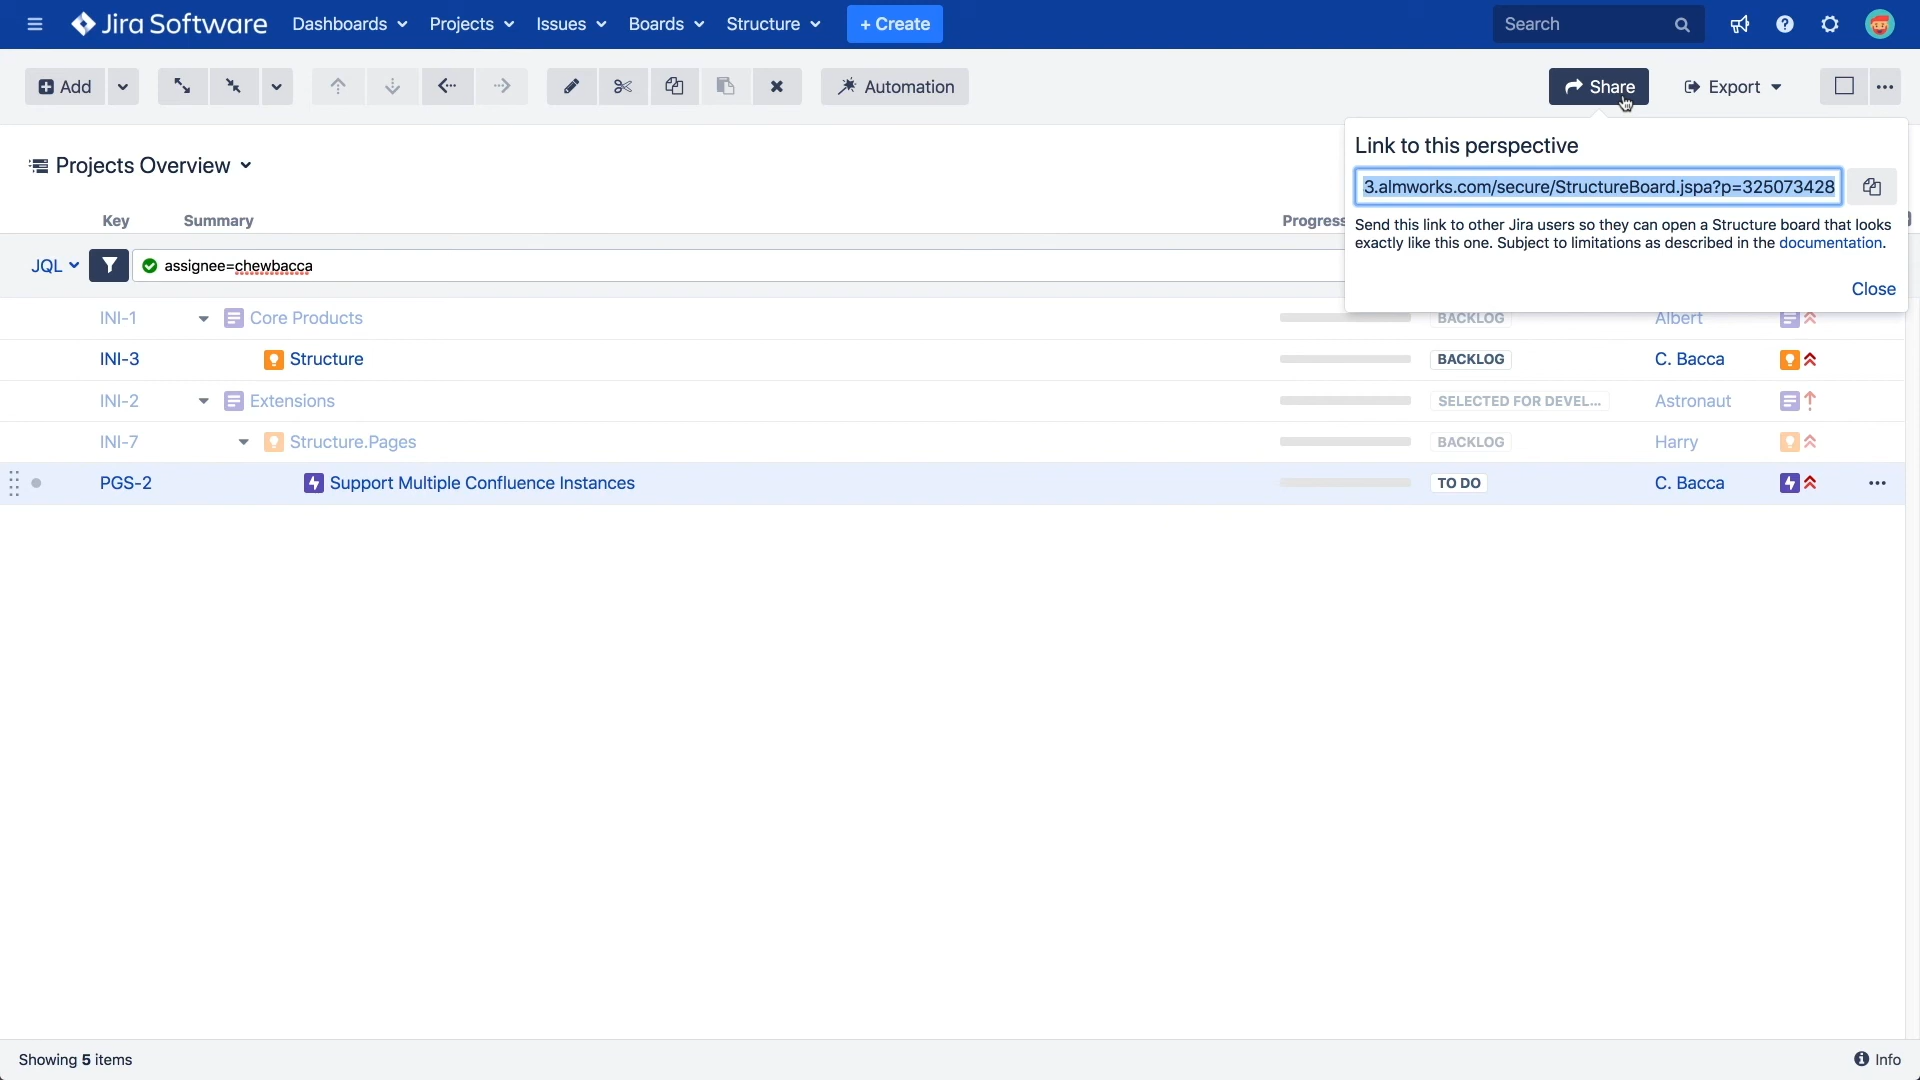 Jira Software Dashboards Projects Issues Boards Structure + Create Search
Add Automation Share Export
Link to this perspective
3.almworks.com/secure/StructureBoard.jspa?p=325073428
Send this link to other Jira users so they can open a Structure board that looks
exactly like this one. Subject to limitations as described in the documentation.
Close
Projects Overview
Key Summary Progress
JQL assignee=chewbacca
INI-1 Core Products BACKLOG Albert
INI-3 Structure BACKLOG C. Bacca
INI-2 Extensions SELECTED FOR DEVEL... Astronaut
INI-7 Structure.Pages BACKLOG Harry
PGS-2 Support Multiple Confluence Instances TO DO C. Bacca
Showing 5 items Info